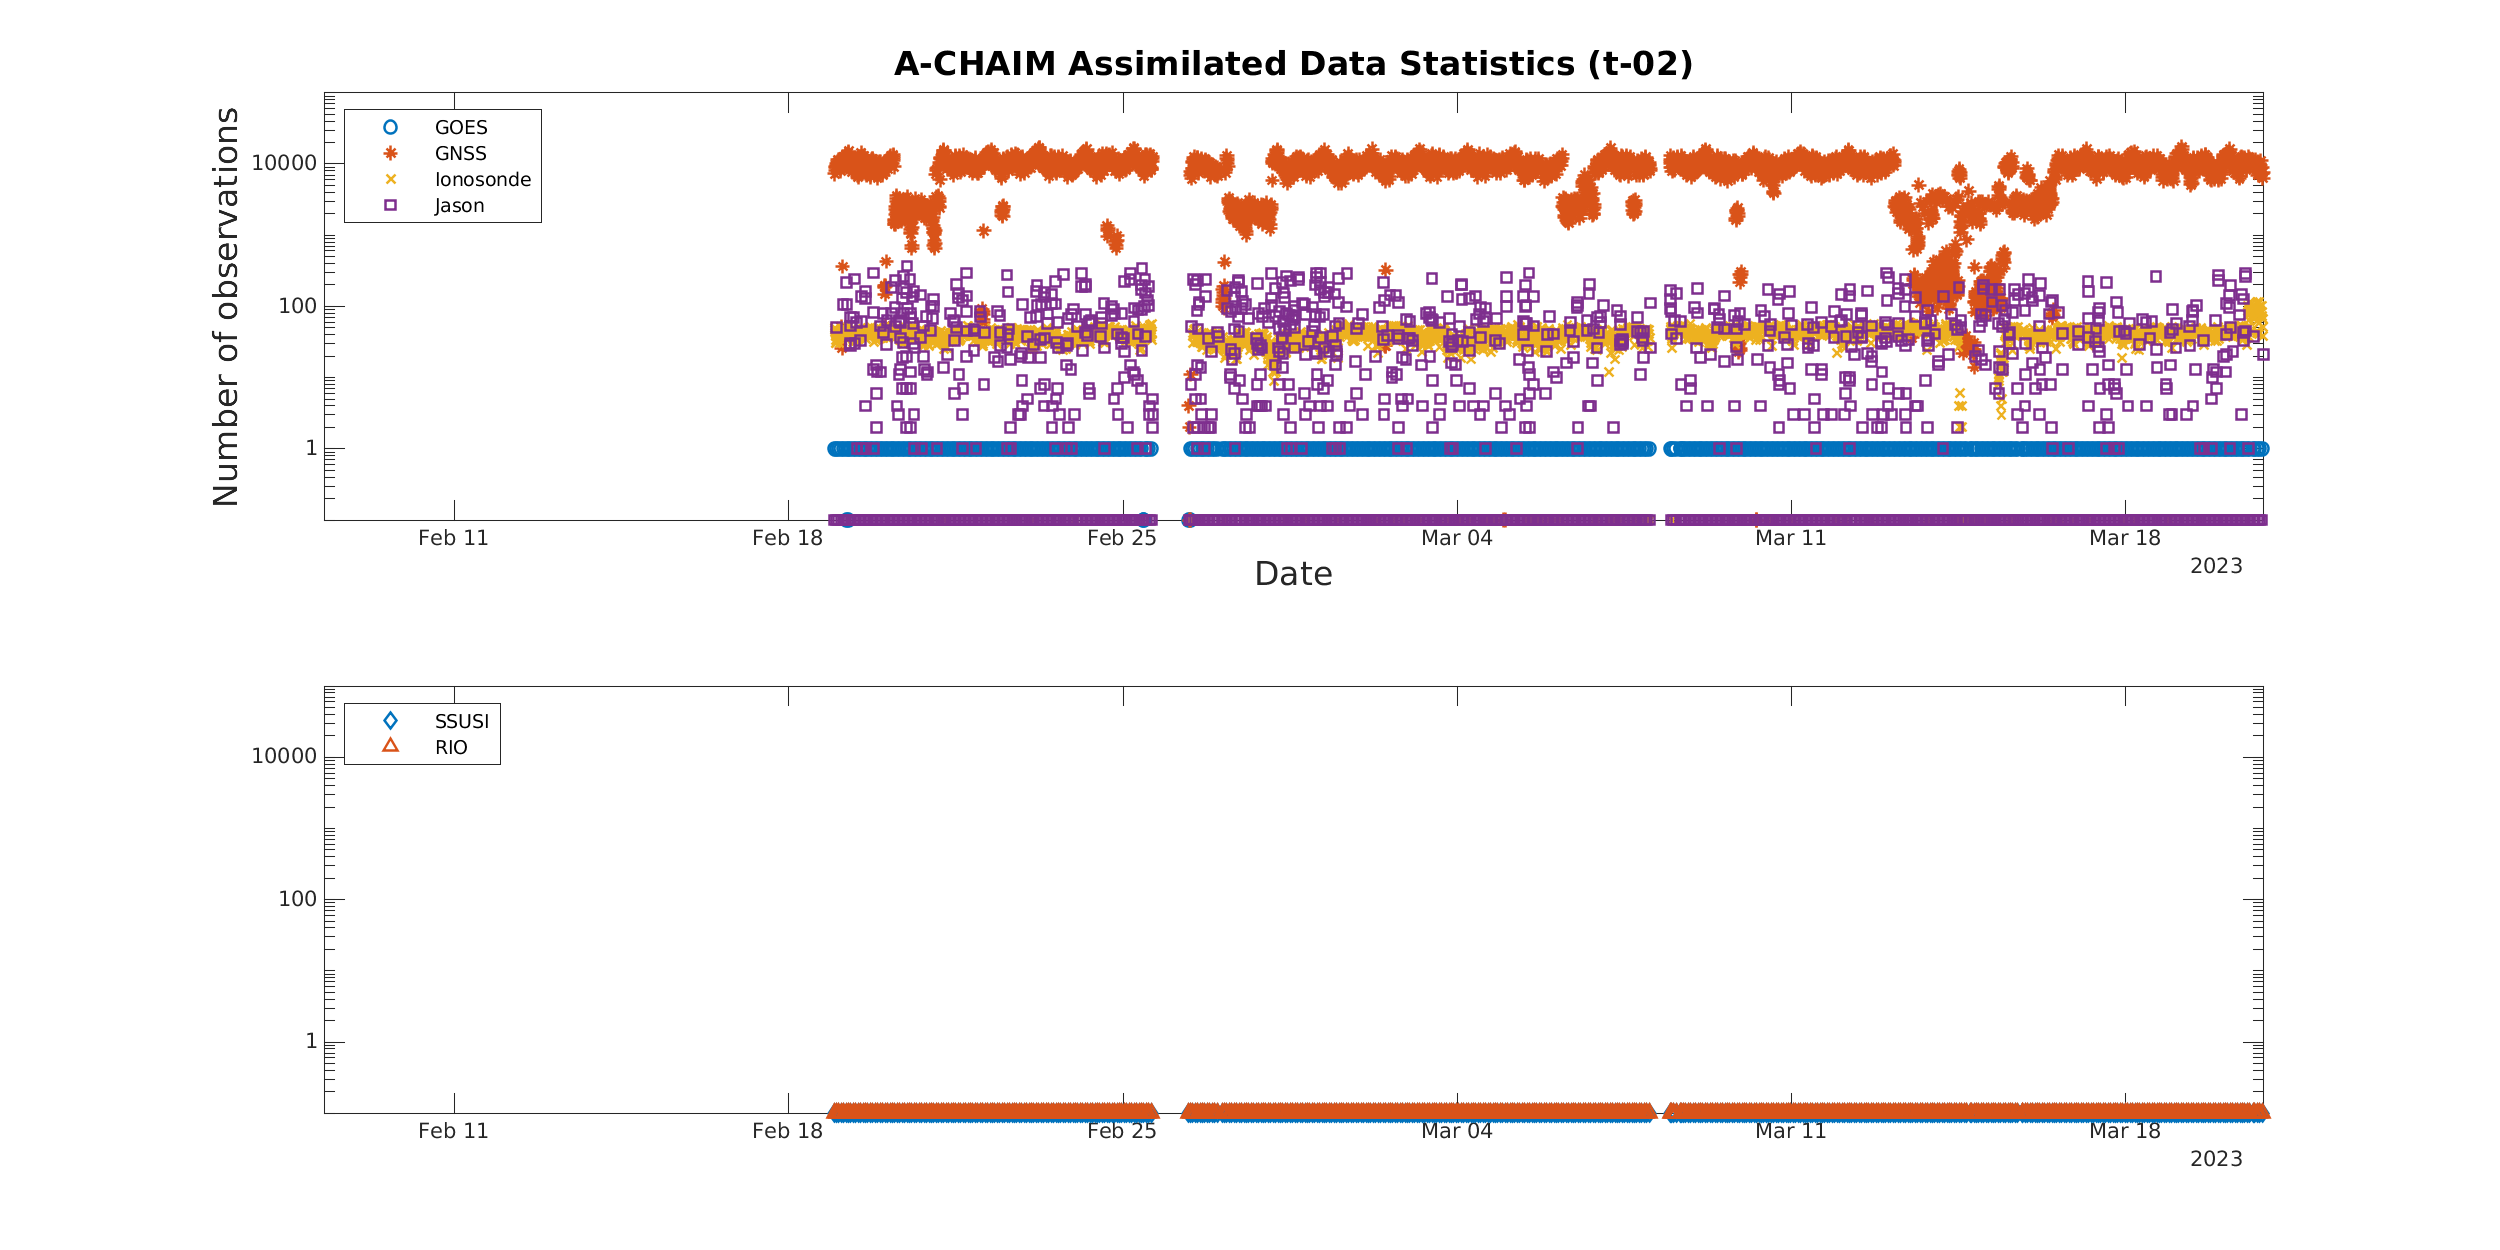 A-CHAIM Assimilated Data Statistics (t-02)
Number of observations
10000
100
1
GOES
GNSS
Ionosonde
Jason
Feb 11 Feb 18 Feb 25 Mar 04 Mar 11 Mar 18
2023
Date
10000
100
1
SSUSI
RIO
Feb 11 Feb 18 Feb 25 Mar 04 Mar 11 Mar 18
2023